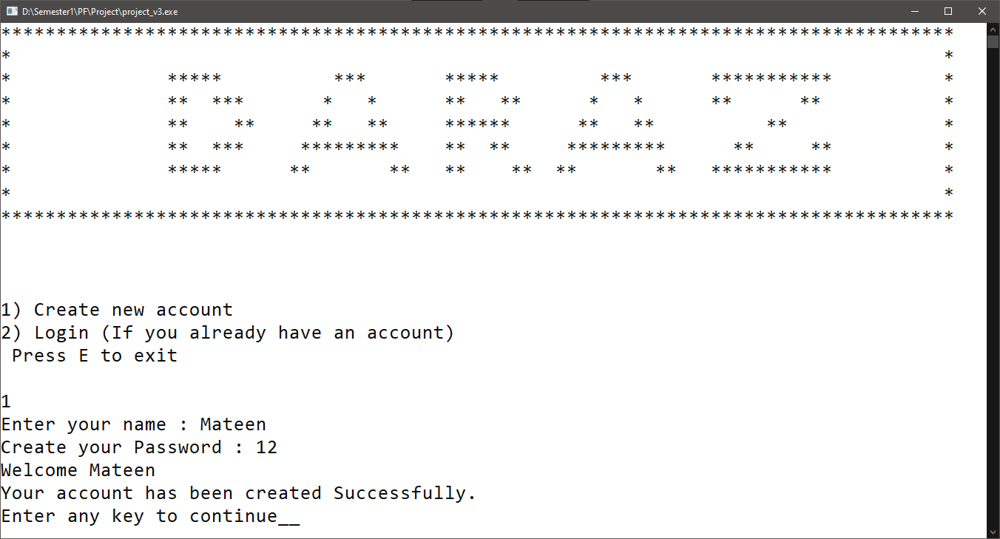 D:\Semester1\PF\Project\project_v3.exe
DARAZ
1) Create new account
2) Login (If you already have an account)
Press E to exit
1
Enter your name : Mateen
Create your Password : 12
Welcome Mateen
Your account has been created Successfully.
Enter any key to continue__